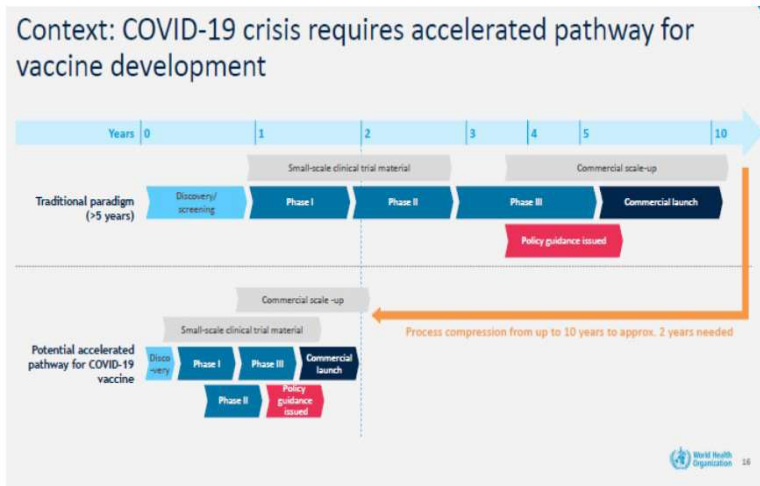 Context: COVID-19 crisis requires accelerated pathway for
vaccine development
Years 0 1 2 3 4 5 10
Small-scale clinical trial material Commercial scale-up
Traditional paradigm
(>5 years)
Discovery/
screening
Phase I Phase II Phase III Commercial launch
Policy guidance issued
Commercial scale -up
Process compression from up to 10 years to approx. 2 years needed
Small-scale clinical trial material
Potential accelerated
pathway for COVID-19
vaccine
Disco
-very
Phase I Phase III Commercial
launch
Phase II Policy
guidance
issued
World Health
Organization 16